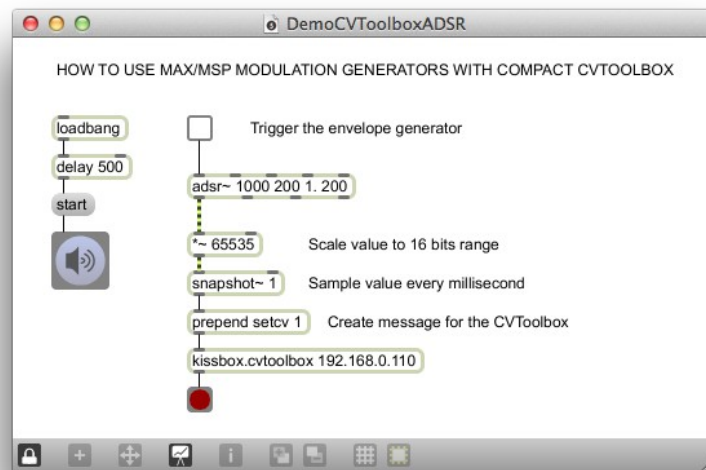 DemoCVToolboxADSR
HOW TO USE MAX/MSP MODULATION GENERATORS WITH COMPACT CVTOOLBOX
loadbang
Trigger the envelope generator
delay 500
adsr~ 1000 200 1. 200
start
*~ 65535
Scale value to 16 bits range
snapshot~ 1
Sample value every millisecond
prepend setcv 1
Create message for the CVToolbox
kissbox.cvtoolbox 192.168.0.110